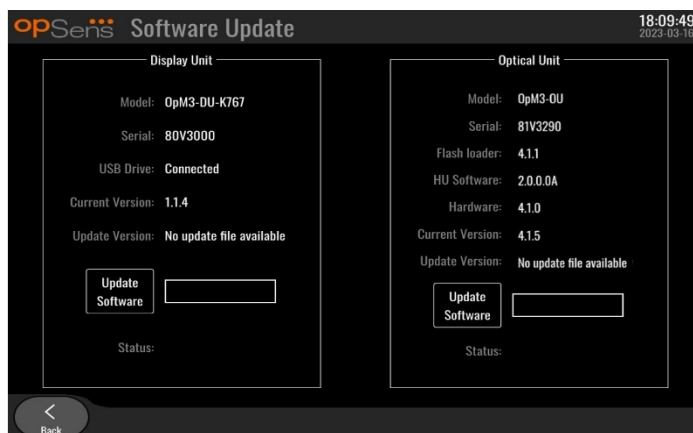 opSens Software Update
18:09:49
2023-03-16
Display Unit
Model: OpM3-DU-K767
Serial: 80V3000
USB Drive: Connected
Current Version: 1.1.4
Update Version: No update file available
Update
Software
Status:
Optical Unit
Model: OpM3-OU
Serial: 81V3290
Flash loader: 4.1.1
HU Software: 2.0.0.0A
Hardware: 4.1.0
Current Version: 4.1.5
Update Version: No update file available
Update
Software
Status:
Back